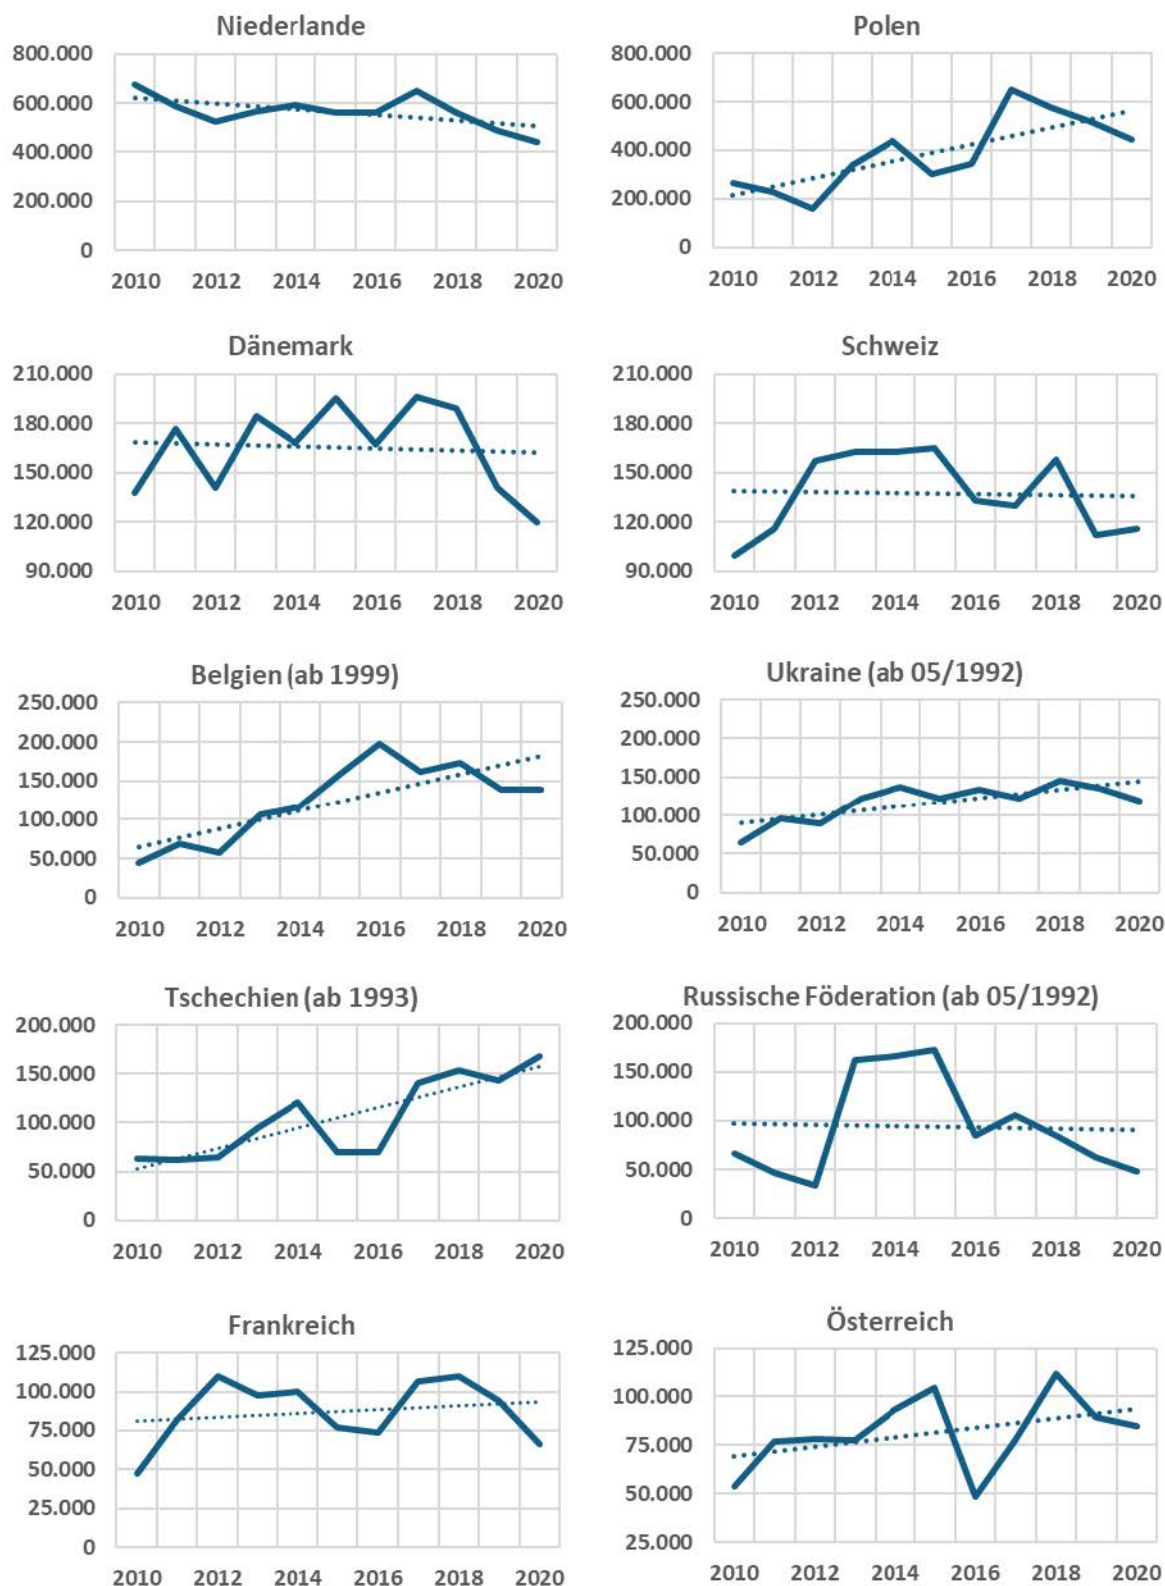 Niederlande
800.000
600.000
400.000
200.000
0
2010 2012 2014 2016 2018 2020
Polen
800.000
600.000
400.000
200.000
0
2010 2012 2014 2016 2018 2020
Dänemark
210.000
180.000
150.000
120.000
90.000
2010 2012 2014 2016 2018 2020
Schweiz
210.000
180.000
150.000
120.000
90.000
2010 2012 2014 2016 2018 2020
Belgien (ab 1999)
250.000
200.000
150.000
100.000
50.000
0
2010 2012 2014 2016 2018 2020
Ukraine (ab 05/1992)
250.000
200.000
150.000
100.000
50.000
0
2010 2012 2014 2016 2018 2020
Tschechien (ab 1993)
200.000
150.000
100.000
50.000
0
2010 2012 2014 2016 2018 2020
Russische Föderation (ab 05/1992)
200.000
150.000
100.000
50.000
0
2010 2012 2014 2016 2018 2020
Frankreich
125.000
100.000
75.000
50.000
25.000
0
2010 2012 2014 2016 2018 2020
Österreich
125.000
100.000
75.000
50.000
25.000
2010 2012 2014 2016 2018 2020